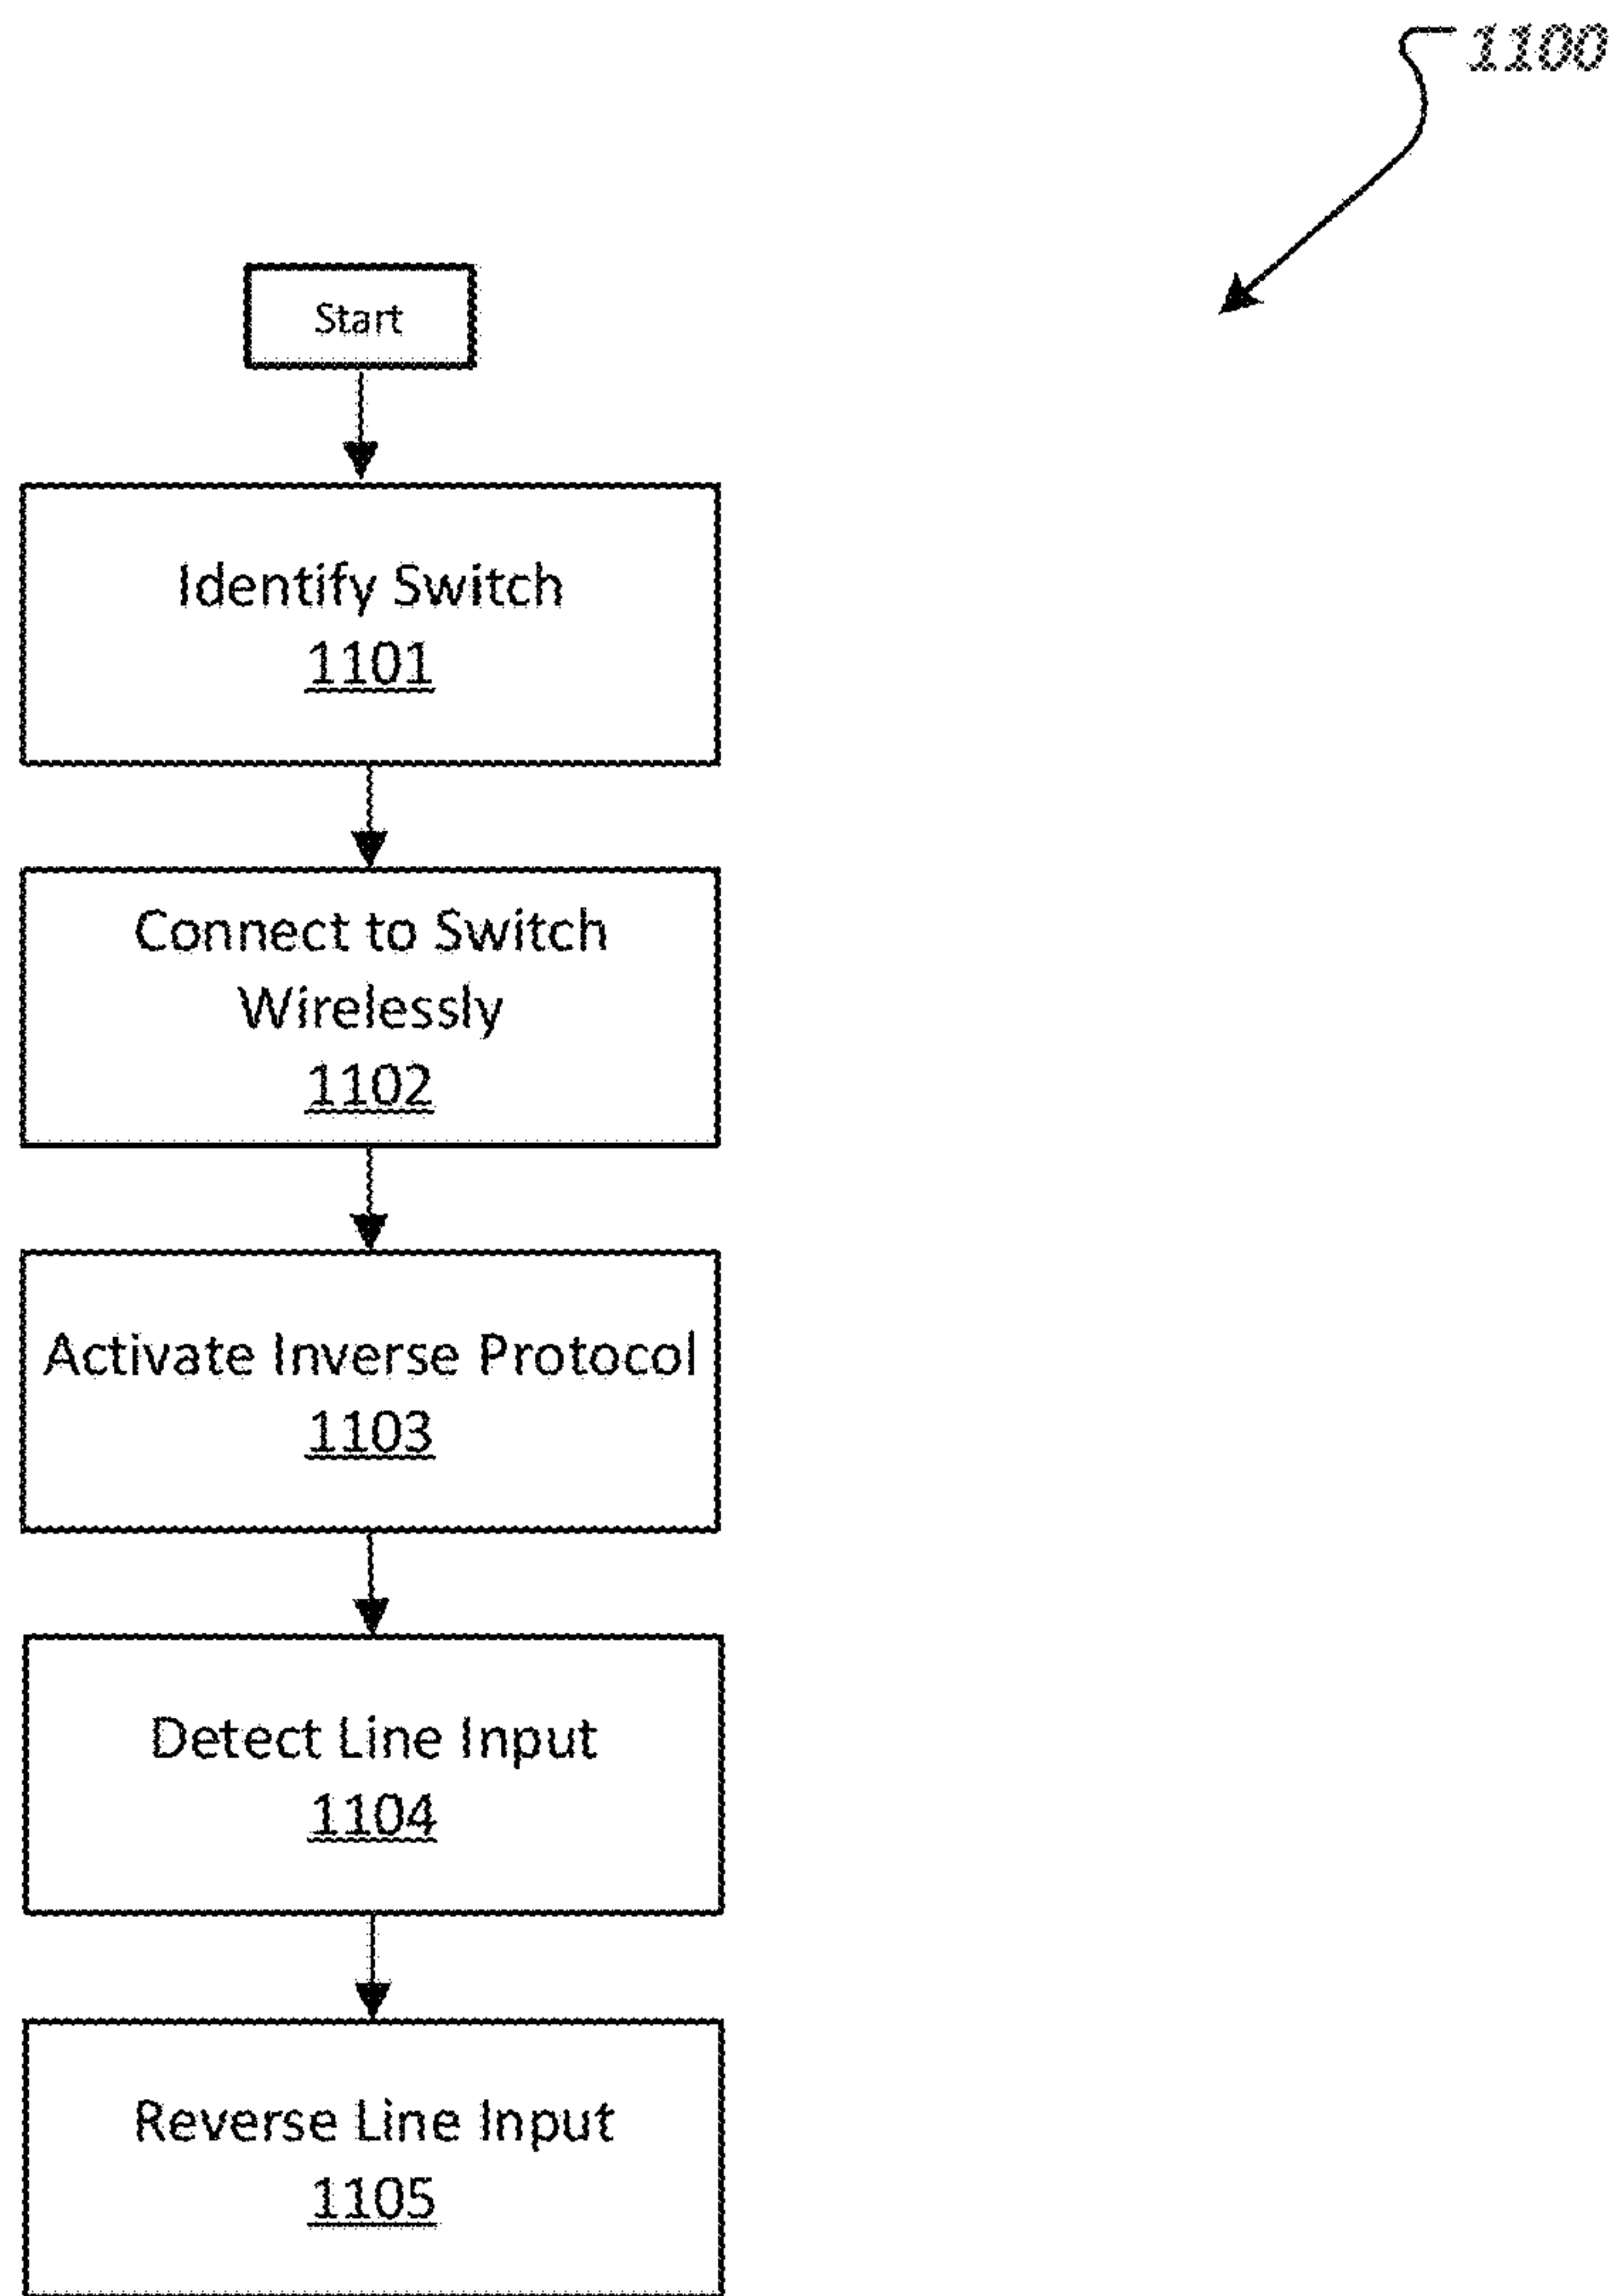 1100
Start
Identify Switch
1101
Connect to Switch
Wirelessly
1102
Activate Inverse Protocol
1103
Detect Line Input
1104
Reverse Line Input
1105